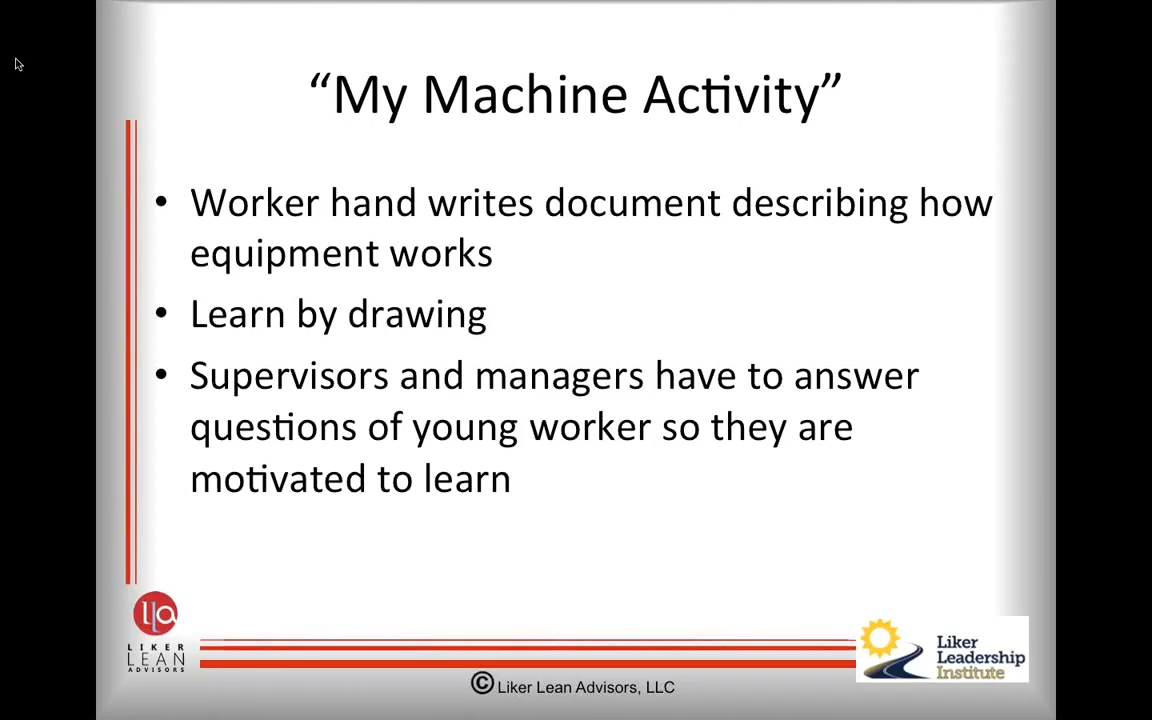 “My Machine Activity”
• Worker hand writes document describing how
equipment works
• Learn by drawing
• Supervisors and managers have to answer
questions of young worker so they are
motivated to learn
lla
LIKER
LEAN
ADVISORS
© Liker Lean Advisors, LLC
Liker
Leadership
Institute